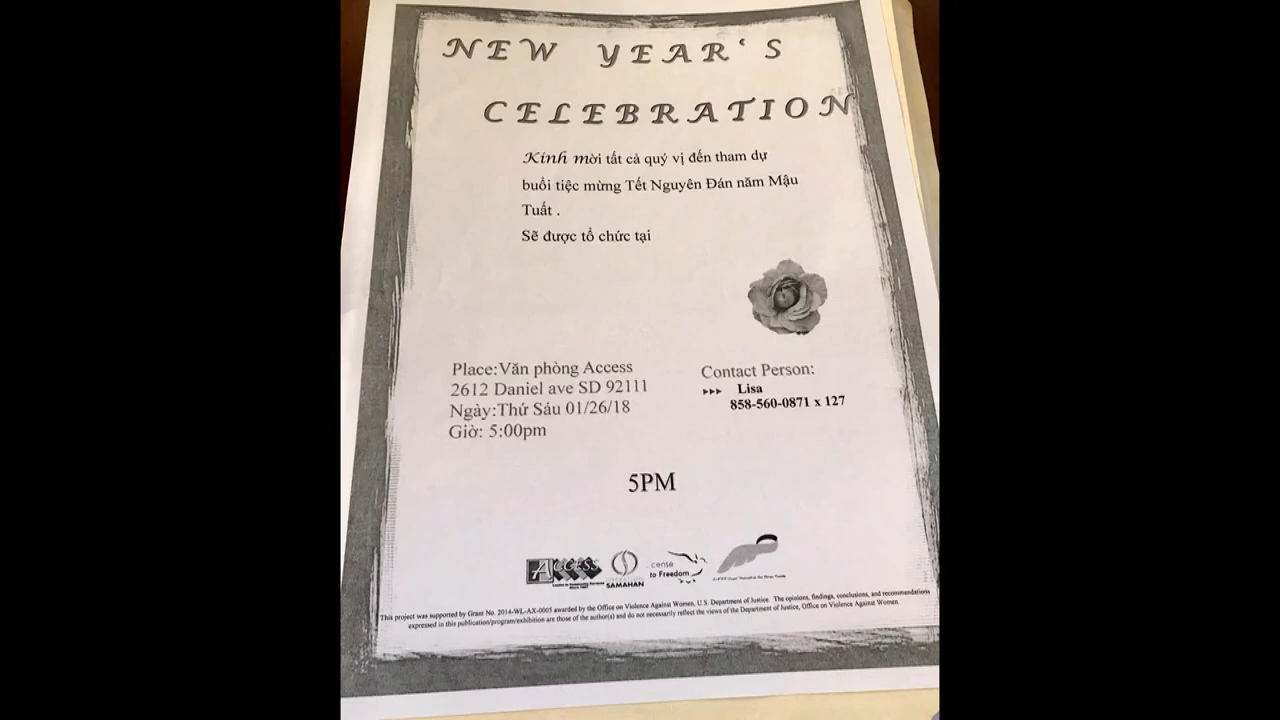 NEW YEAR'S
CELEBRATION
Kính mời tất cả quý vị đến tham dự
buổi tiệc mừng Tết Nguyên Đán năm Mậu
Tuất .
Sẽ được tổ chức tại
Place:Văn phòng Access
2612 Daniel ave SD 92111
Ngày:Thứ Sáu 01/26/18
Giờ: 5:00pm
Contact Person:
Lisa
858-560-0871 x 127
5PM
ACCESS
SAMAHAN
cense
to Freedom
This project was supported by Grant No. 2014-WL-AX-0005 awarded by the Office on Violence Against Women, U.S. Department of Justice. The opinions, findings, conclusions, and recommendations
expressed in this publication/program/exhibition are those of the author(s) and do not necessarily reflect the views of the Department of Justice, Office on Violence Against Women.